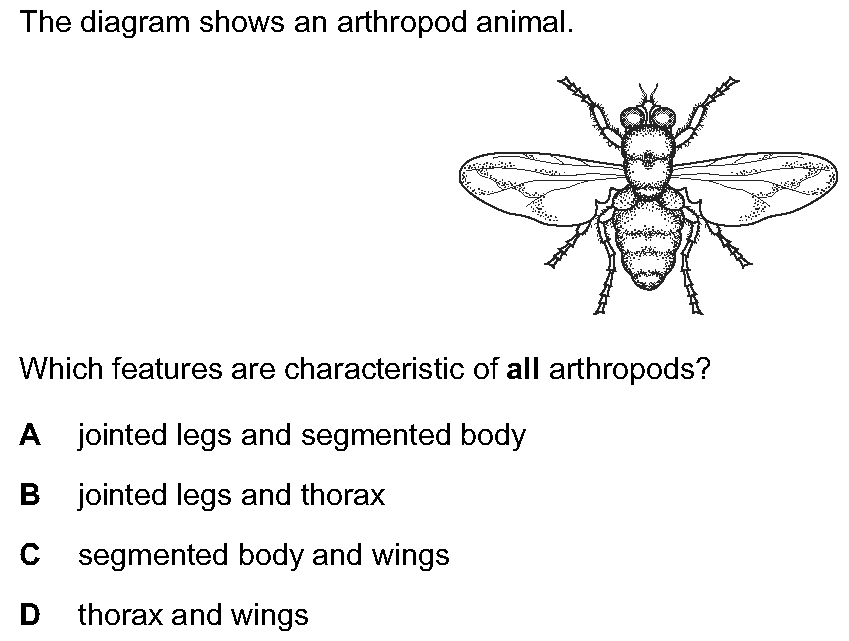 The diagram shows an arthropod animal.
Which features are characteristic of all arthropods?
A jointed legs and segmented body
B jointed legs and thorax
C segmented body and wings
D thorax and wings